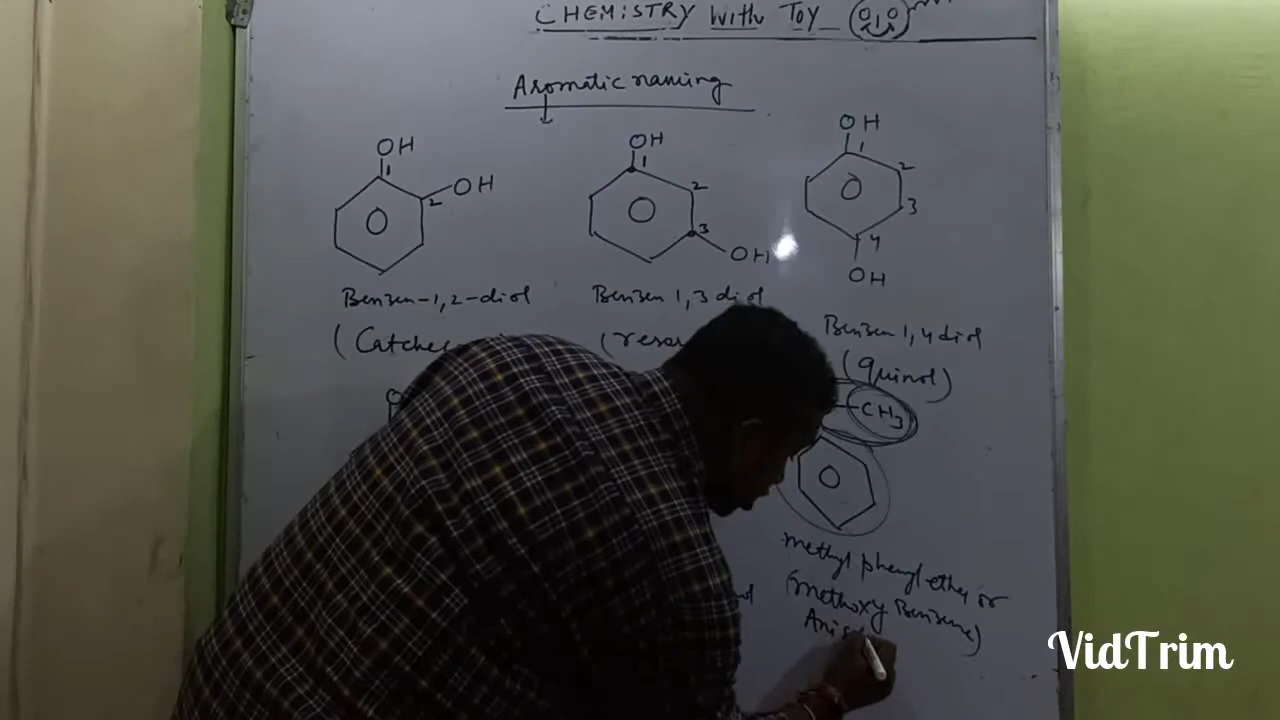 CHEMISTRY With Toy
Aromatic naming
OH
1
OH
2
Benzen-1,2-diol
OH
1
2
3
OH
Benzen 1,3 diol
OH
1
2
3
4
OH
Benzen 1,4 diol
(quinol)
CH3
methyl phenyl ether or
(methoxy Benzene)
VidTrim